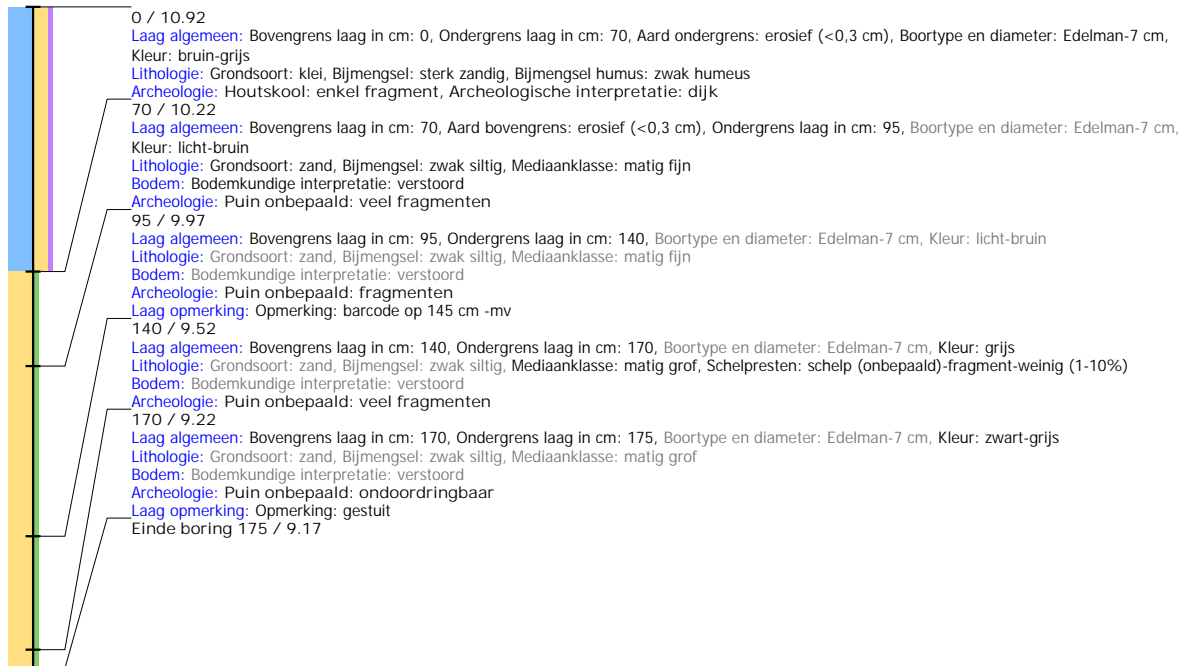 0 / 10.92
Laag algemeen: Bovengrens laag in cm: 0, Ondergrens laag in cm: 70, Aard ondergrens: erosief (<0,3 cm), Boortype en diameter: Edelman-7 cm,
Kleur: bruin-grijs
Lithologie: Grondsoort: klei, Bijmengsel: sterk zandig, Bijmengsel humus: zwak humeus
Archeologie: Houtskool: enkel fragment, Archeologische interpretatie: dijk
70 / 10.22
Laag algemeen: Bovengrens laag in cm: 70, Aard bovengrens: erosief (<0,3 cm), Ondergrens laag in cm: 95, Boortype en diameter: Edelman-7 cm,
Kleur: licht-bruin
Lithologie: Grondsoort: zand, Bijmengsel: zwak siltig, Mediaanklasse: matig fijn
Bodem: Bodemkundige interpretatie: verstoord
Archeologie: Puin onbepaald: veel fragmenten
95 / 9.97
Laag algemeen: Bovengrens laag in cm: 95, Ondergrens laag in cm: 140, Boortype en diameter: Edelman-7 cm, Kleur: licht-bruin
Lithologie: Grondsoort: zand, Bijmengsel: zwak siltig, Mediaanklasse: matig fijn
Bodem: Bodemkundige interpretatie: verstoord
Archeologie: Puin onbepaald: fragmenten
Laag opmerking: Opmerking: barcode op 145 cm -mv
140 / 9.52
Laag algemeen: Bovengrens laag in cm: 140, Ondergrens laag in cm: 170, Boortype en diameter: Edelman-7 cm, Kleur: grijs
Lithologie: Grondsoort: zand, Bijmengsel: zwak siltig, Mediaanklasse: matig grof, Schelpresten: schelp (onbepaald)-fragment-weinig (1-10%)
Bodem: Bodemkundige interpretatie: verstoord
Archeologie: Puin onbepaald: veel fragmenten
170 / 9.22
Laag algemeen: Bovengrens laag in cm: 170, Ondergrens laag in cm: 175, Boortype en diameter: Edelman-7 cm, Kleur: zwart-grijs
Lithologie: Grondsoort: zand, Bijmengsel: zwak siltig, Mediaanklasse: matig grof
Bodem: Bodemkundige interpretatie: verstoord
Archeologie: Puin onbepaald: ondoordringbaar
Laag opmerking: Opmerking: gestuit
Einde boring 175 / 9.17